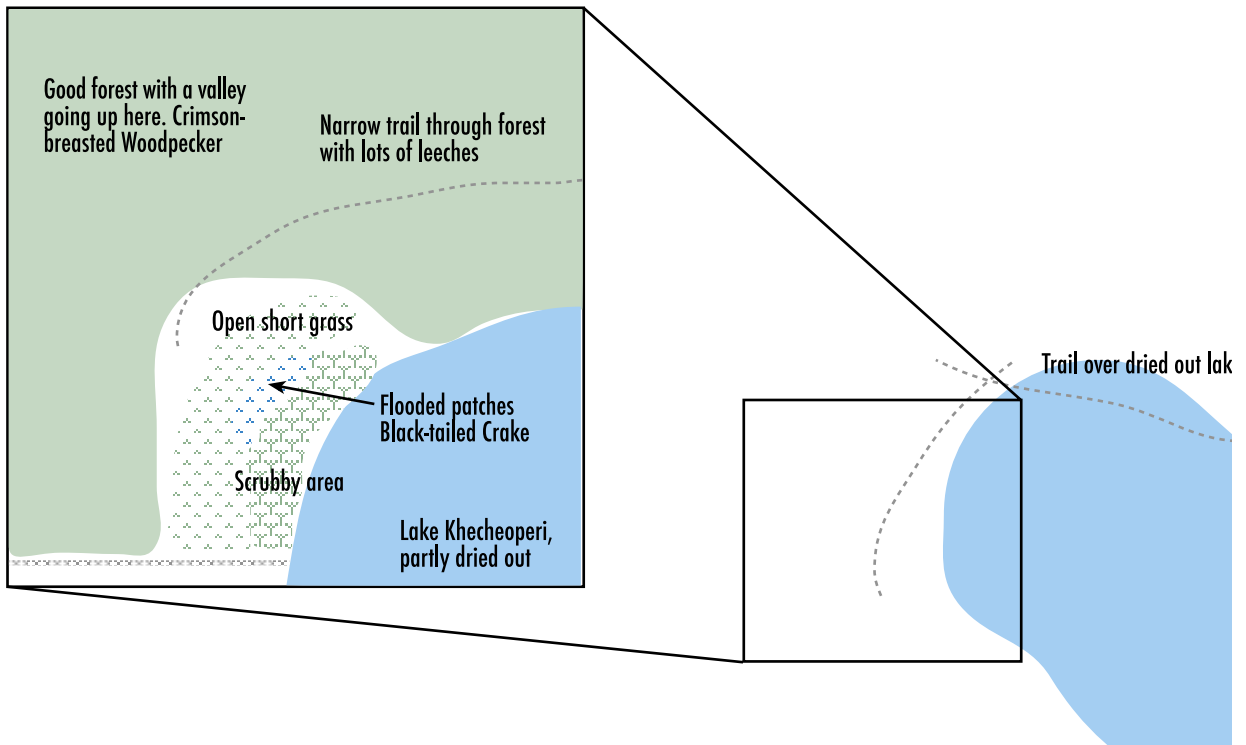 Good forest with a valley
going up here. Crimson-
breasted Woodpecker
Narrow trail through forest
with lots of leeches
Open short grass
Flooded patches
Black-tailed Crake
Scrubby area
Lake Khecheoperi,
partly dried out
Trail over dried out lak